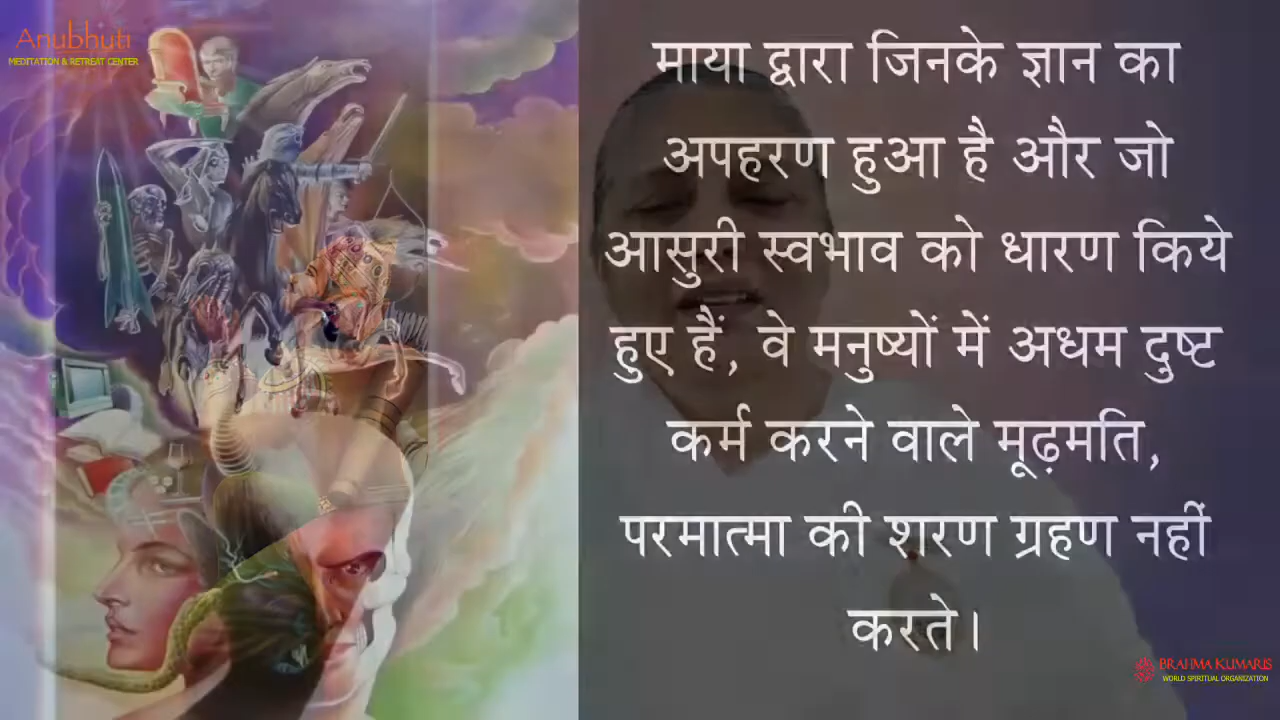 Anubhuti
MEDITATION & RETREAT CENTER
माया द्वारा जिनके ज्ञान का
अपहरण हुआ है और जो
आसुरी स्वभाव को धारण किये
हुए हैं, वे मनुष्यों में अधम दुष्ट
कर्म करने वाले मूढ़मति,
परमात्मा की शरण ग्रहण नहीं
करते।
BRAHMA KUMARIS
WORLD SPIRITUAL ORGANIZATION